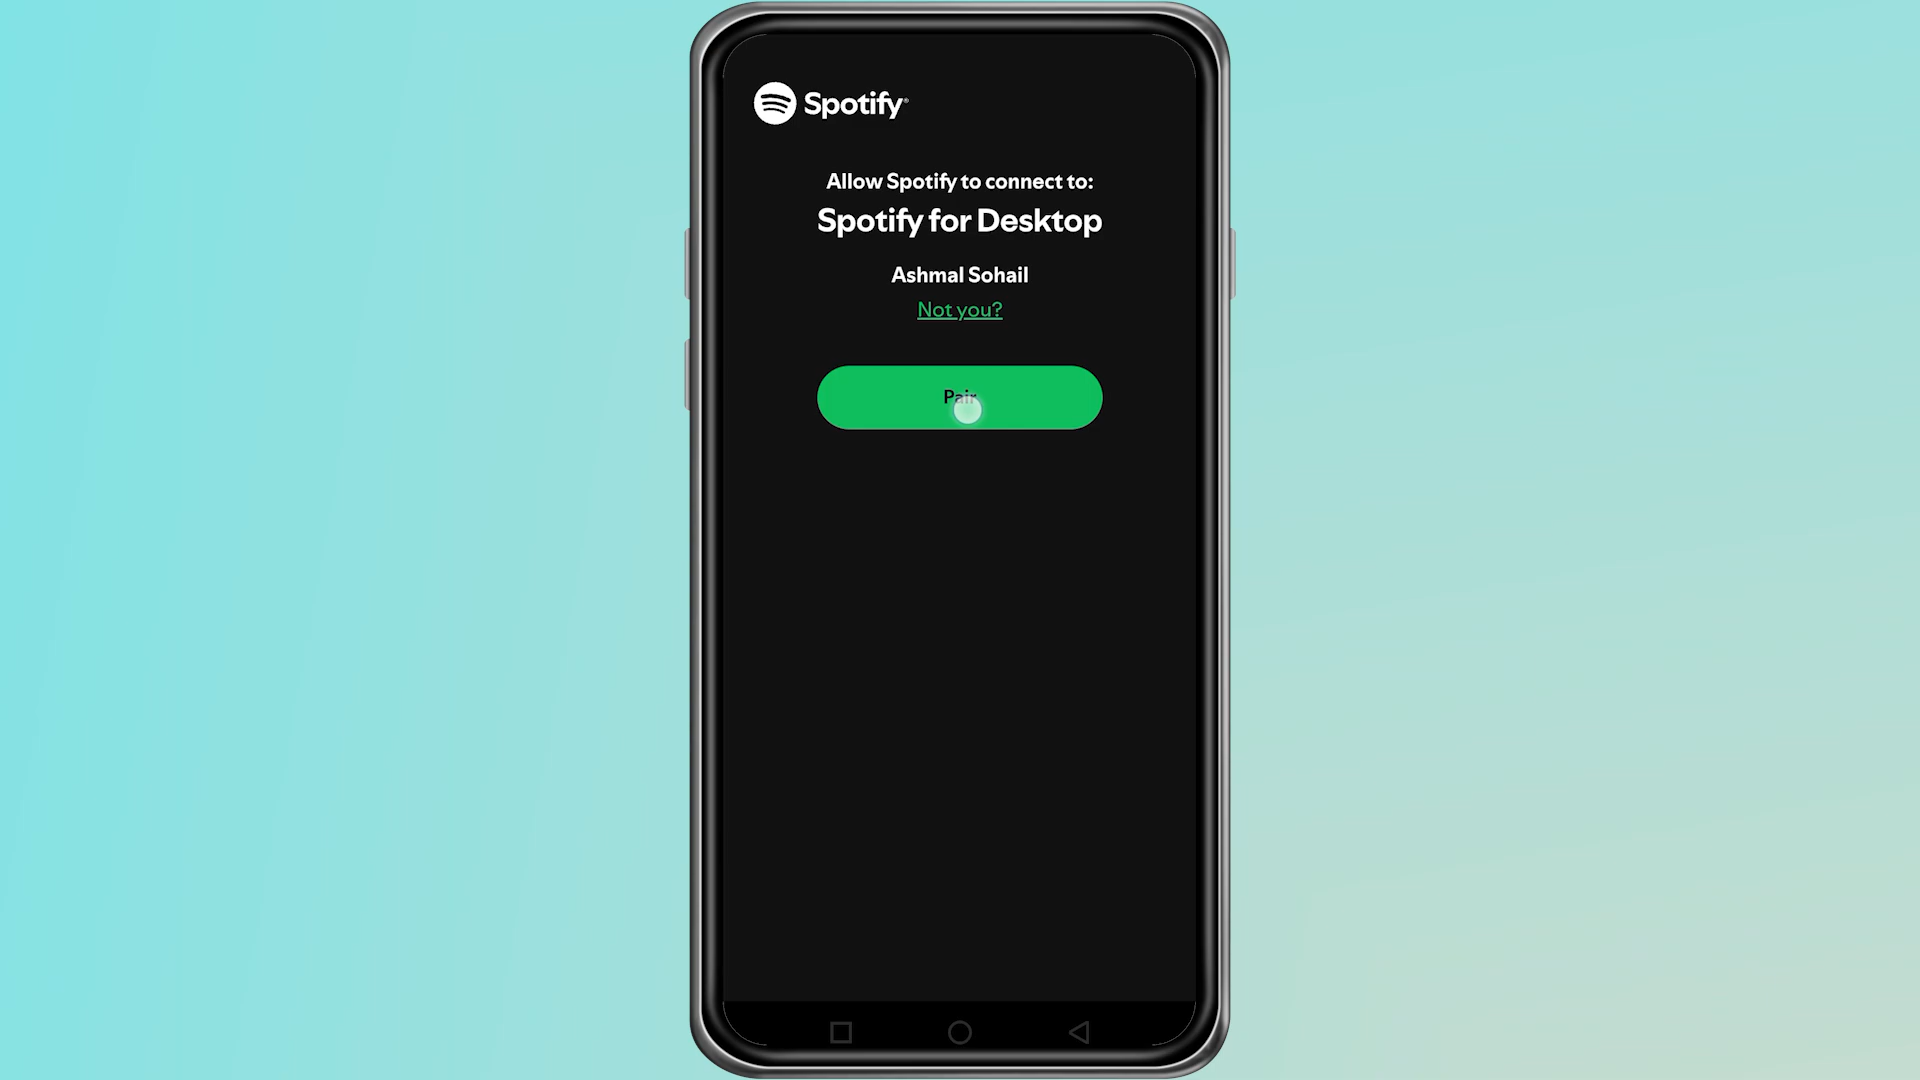 Spotify®
Allow Spotify to connect to:
Spotify for Desktop
Ashmal Sohail
Not you?
Pair